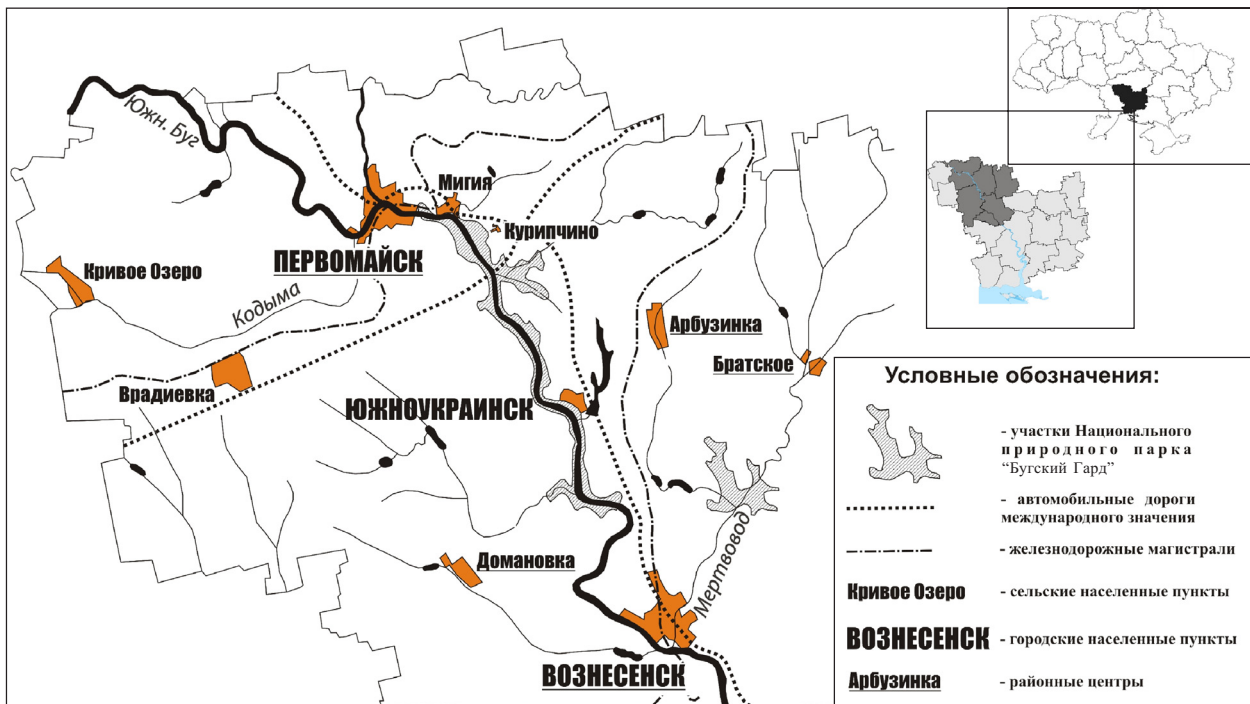 Южн. Буг
Мигия
Курипчино
ПЕРВОМАЙСК
Кривое Озеро
Кодыма
Арбузинка
Братское
Врадиевка
ЮЖНОУКРАИНСК
Домановка
Мертвовод
ВОЗНЕСЕНСК
Условные обозначения:
- участки Национального
природного парка
“Бугский Гард”
- автомобильные дороги
международного значения
- железнодорожные магистрали
Кривое Озеро - сельские населенные пункты
ВОЗНЕСЕНСК - городские населенные пункты
Арбузинка - районные центры